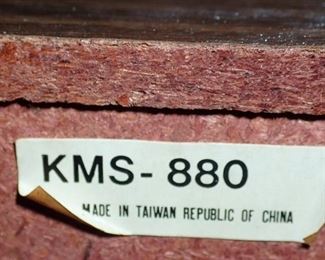 KMS-880
MADE IN TAIWAN REPUBLIC OF CHINA